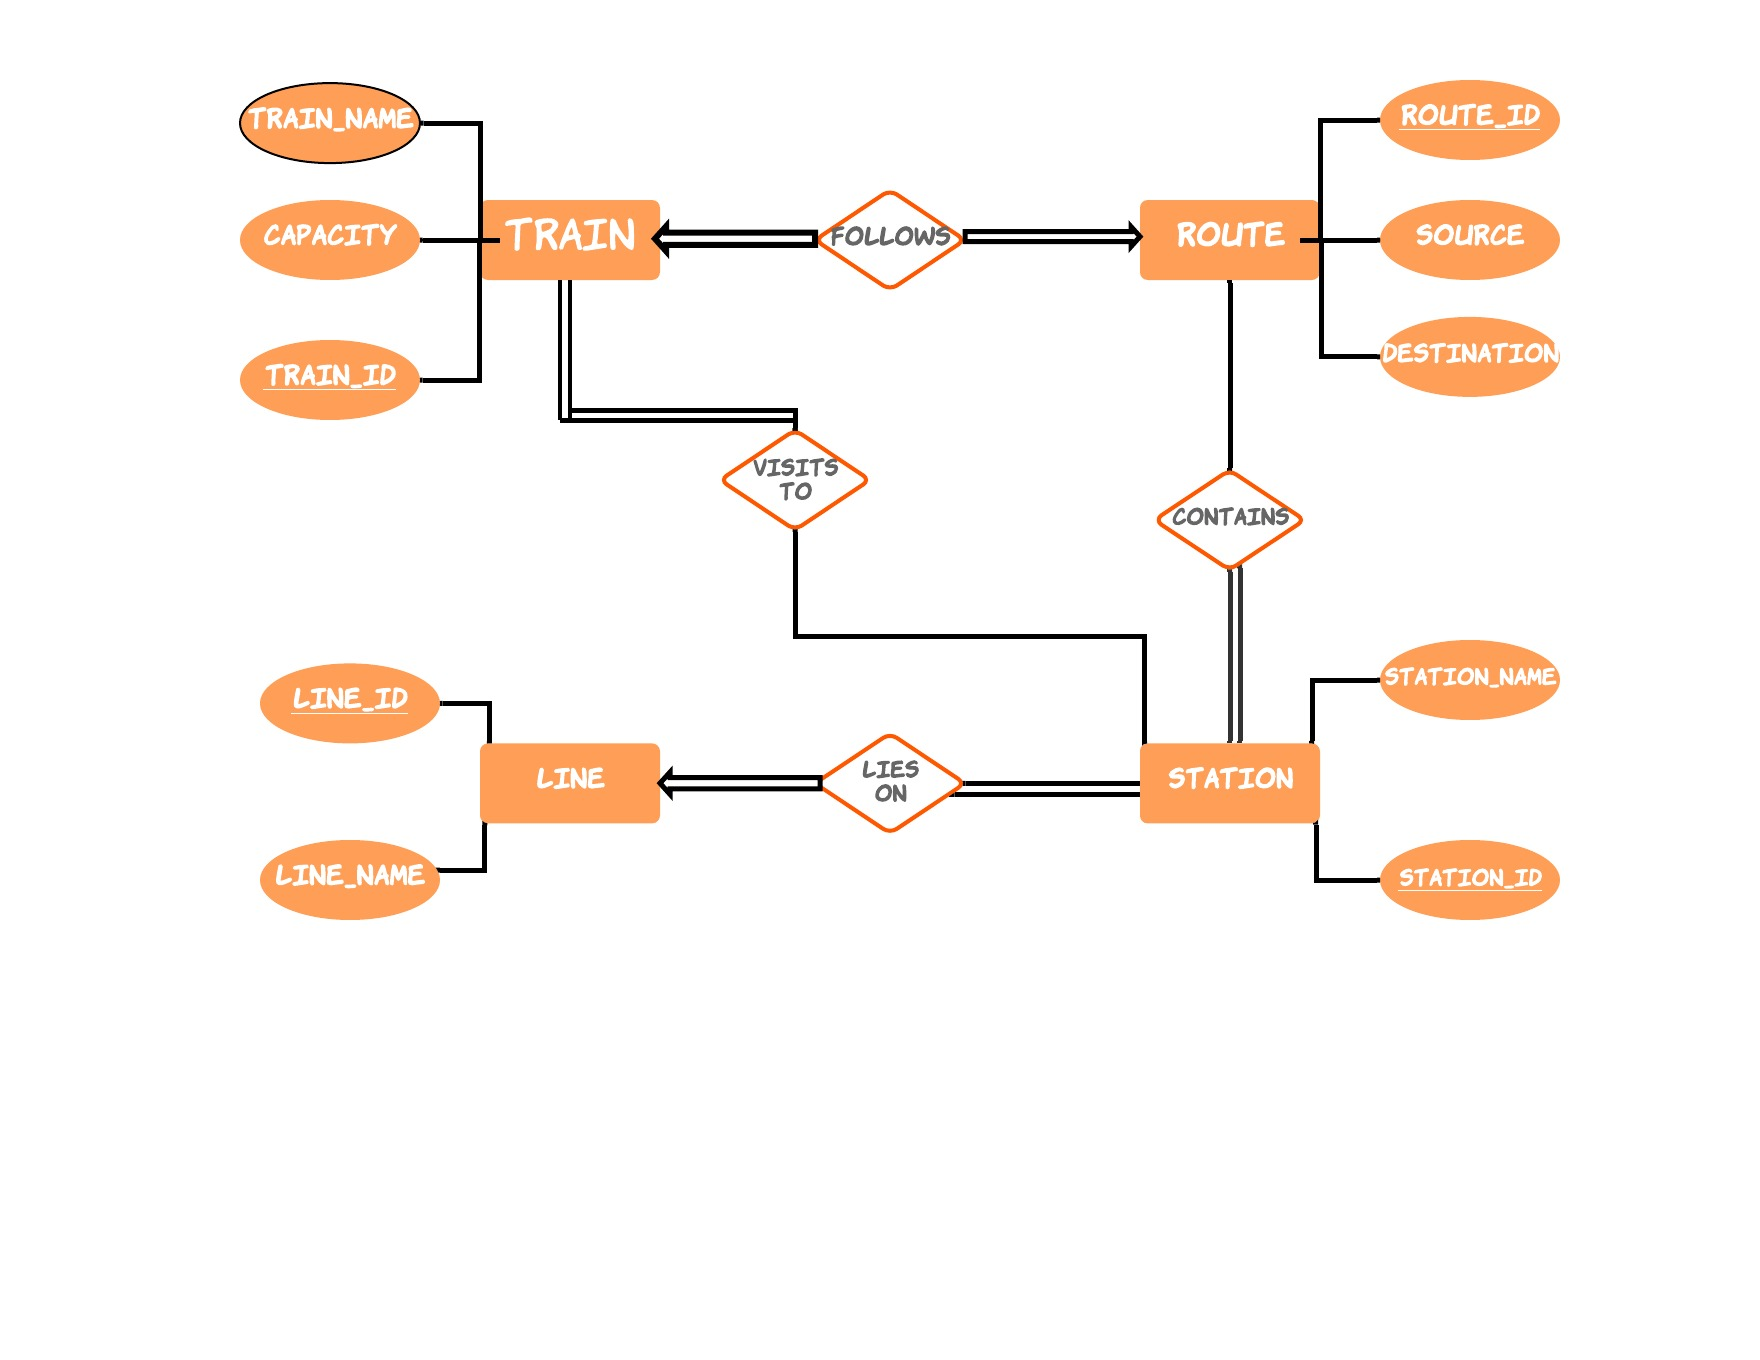 TRAIN_NAME
ROUTE_ID
CAPACITY
TRAIN
FOLLOWS
ROUTE
SOURCE
TRAIN_ID
DESTINATION
VISITS
TO
CONTAINS
LINE_ID
STATION_NAME
LINE
LIES
ON
STATION
LINE_NAME
STATION_ID